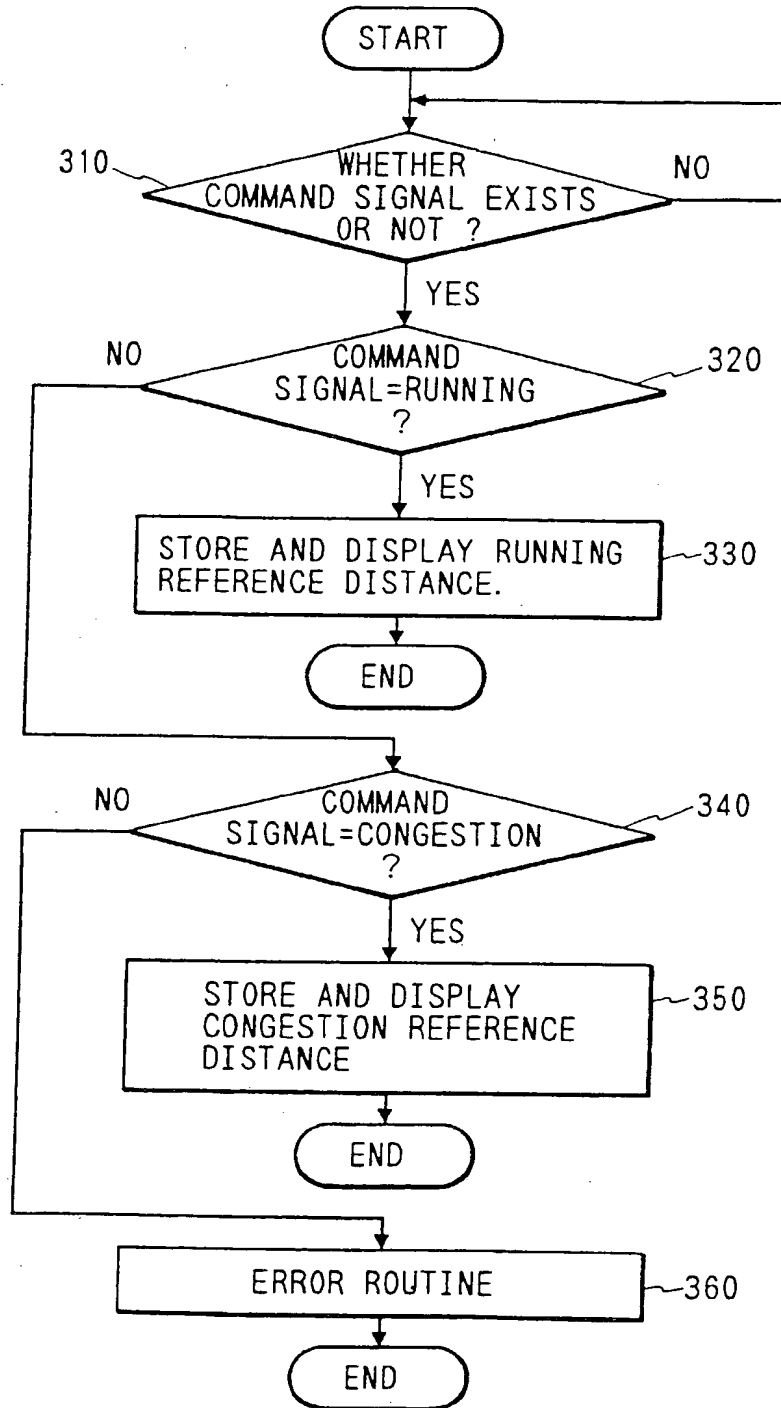 START
310
WHETHER
COMMAND SIGNAL EXISTS
OR NOT ?
NO
YES
NO
COMMAND
SIGNAL=RUNNING
?
320
YES
STORE AND DISPLAY RUNNING
REFERENCE DISTANCE.
330
END
NO
COMMAND
SIGNAL=CONGESTION
?
340
YES
STORE AND DISPLAY
CONGESTION REFERENCE
DISTANCE
350
END
ERROR ROUTINE
360
END